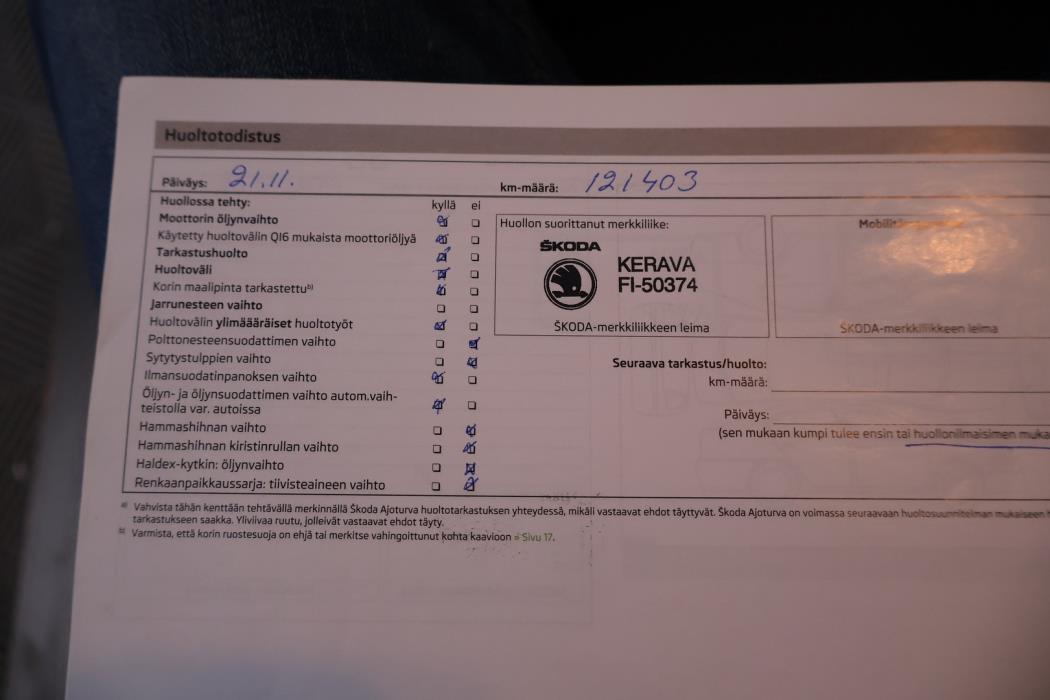 Huoltotodistus
Päiväys: 21.11.
km-määrä: 121403
Huollossa tehty: kyllä ei
Moottorin öljynvaihto
Käytetty huoltovälin QI6 mukaista moottoriöljyä
Tarkastushuolto
Huoltoväli
Korin maalipinta tarkastettu b)
Jarrunesteen vaihto
Huoltovälin ylimääräiset huoltotyöt
Polttonesteensuodattimen vaihto
Sytytystulppien vaihto
Ilmansuodatinpanoksen vaihto
Öljyn- ja öljynsuodattimen vaihto autom.vaih-
teistolla var. autoissa
Hammashihnan vaihto
Hammashihnan kiristinrullan vaihto
Haldex-kytkin: öljynvaihto
Renkaanpaikkaussarja: tiivisteaineen vaihto
Huollon suorittanut merkkiliike:
ŠKODA
KERAVA
FI-50374
ŠKODA-merkkiliikkeen leima
ŠKODA-merkkiliikkeen leima
Seuraava tarkastus/huolto:
km-määrä:
Päiväys:
(sen mukaan kumpi tulee ensin tai huollonilmaisimen muka
a) Vahvista tähän kenttään tehtävällä merkinnällä Škoda Ajoturva huoltotarkastuksen yhteydessä, mikäli vastaavat ehdot täyttyvät. Škoda Ajoturva on voimassa seuraavaan huoltosuunnitelman mukaiseen
tarkastukseen saakka. Yliviivaa ruutu, jolleivät vastaavat ehdot täyty.
b) Varmista, että korin ruostesuoja on ehjä tai merkitse vahingoittunut kohta kaavioon » Sivu 17.